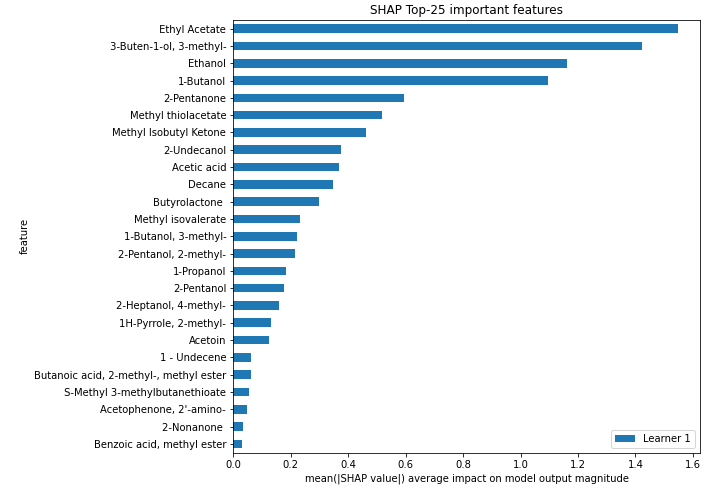 SHAP Top-25 important features
Ethyl Acetate
3-Buten-1-ol, 3-methyl-
Ethanol
1-Butanol
2-Pentanone
Methyl thiolacetate
Methyl Isobutyl Ketone
2-Undecanol
Acetic acid
Decane
Butyrolactone
Methyl isovalerate
1-Butanol, 3-methyl-
2-Pentanol, 2-methyl-
1-Propanol
2-Pentanol
2-Heptanol, 4-methyl-
1H-Pyrrole, 2-methyl-
Acetoin
1 - Undecene
Butanoic acid, 2-methyl-, methyl ester
S-Methyl 3-methylbutanethioate
Acetophenone, 2'-amino-
2-Nonanone
Benzoic acid, methyl ester
feature
Learner 1
0.0 0.2 0.4 0.6 0.8 1.0 1.2 1.4 1.6
mean(|SHAP value|) average impact on model output magnitude